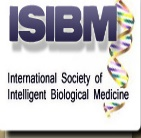 ISIBM
International Society of
Intelligent Biological Medicine